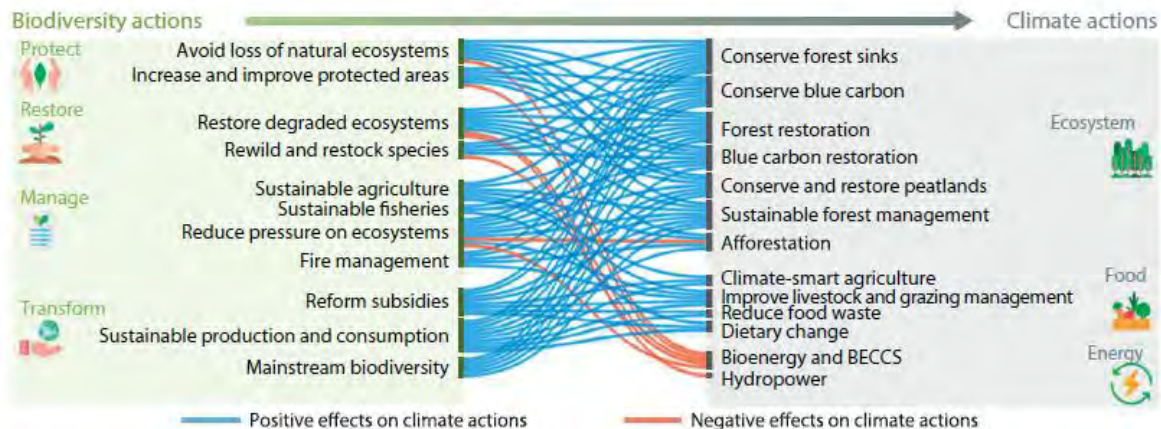 Biodiversity actions
Climate actions
Protect
Avoid loss of natural ecosystems
Increase and improve protected areas
Restore
Restore degraded ecosystems
Rewild and restock species
Manage
Sustainable agriculture
Sustainable fisheries
Reduce pressure on ecosystems
Fire management
Transform
Reform subsidies
Sustainable production and consumption
Mainstream biodiversity
Conserve forest sinks
Conserve blue carbon
Forest restoration
Blue carbon restoration
Conserve and restore peatlands
Sustainable forest management
Afforestation
Ecosystem
Climate-smart agriculture
Improve livestock and grazing management
Reduce food waste
Dietary change
Food
Bioenergy and BECCS
Hydropower
Energy
Positive effects on climate actions
Negative effects on climate actions